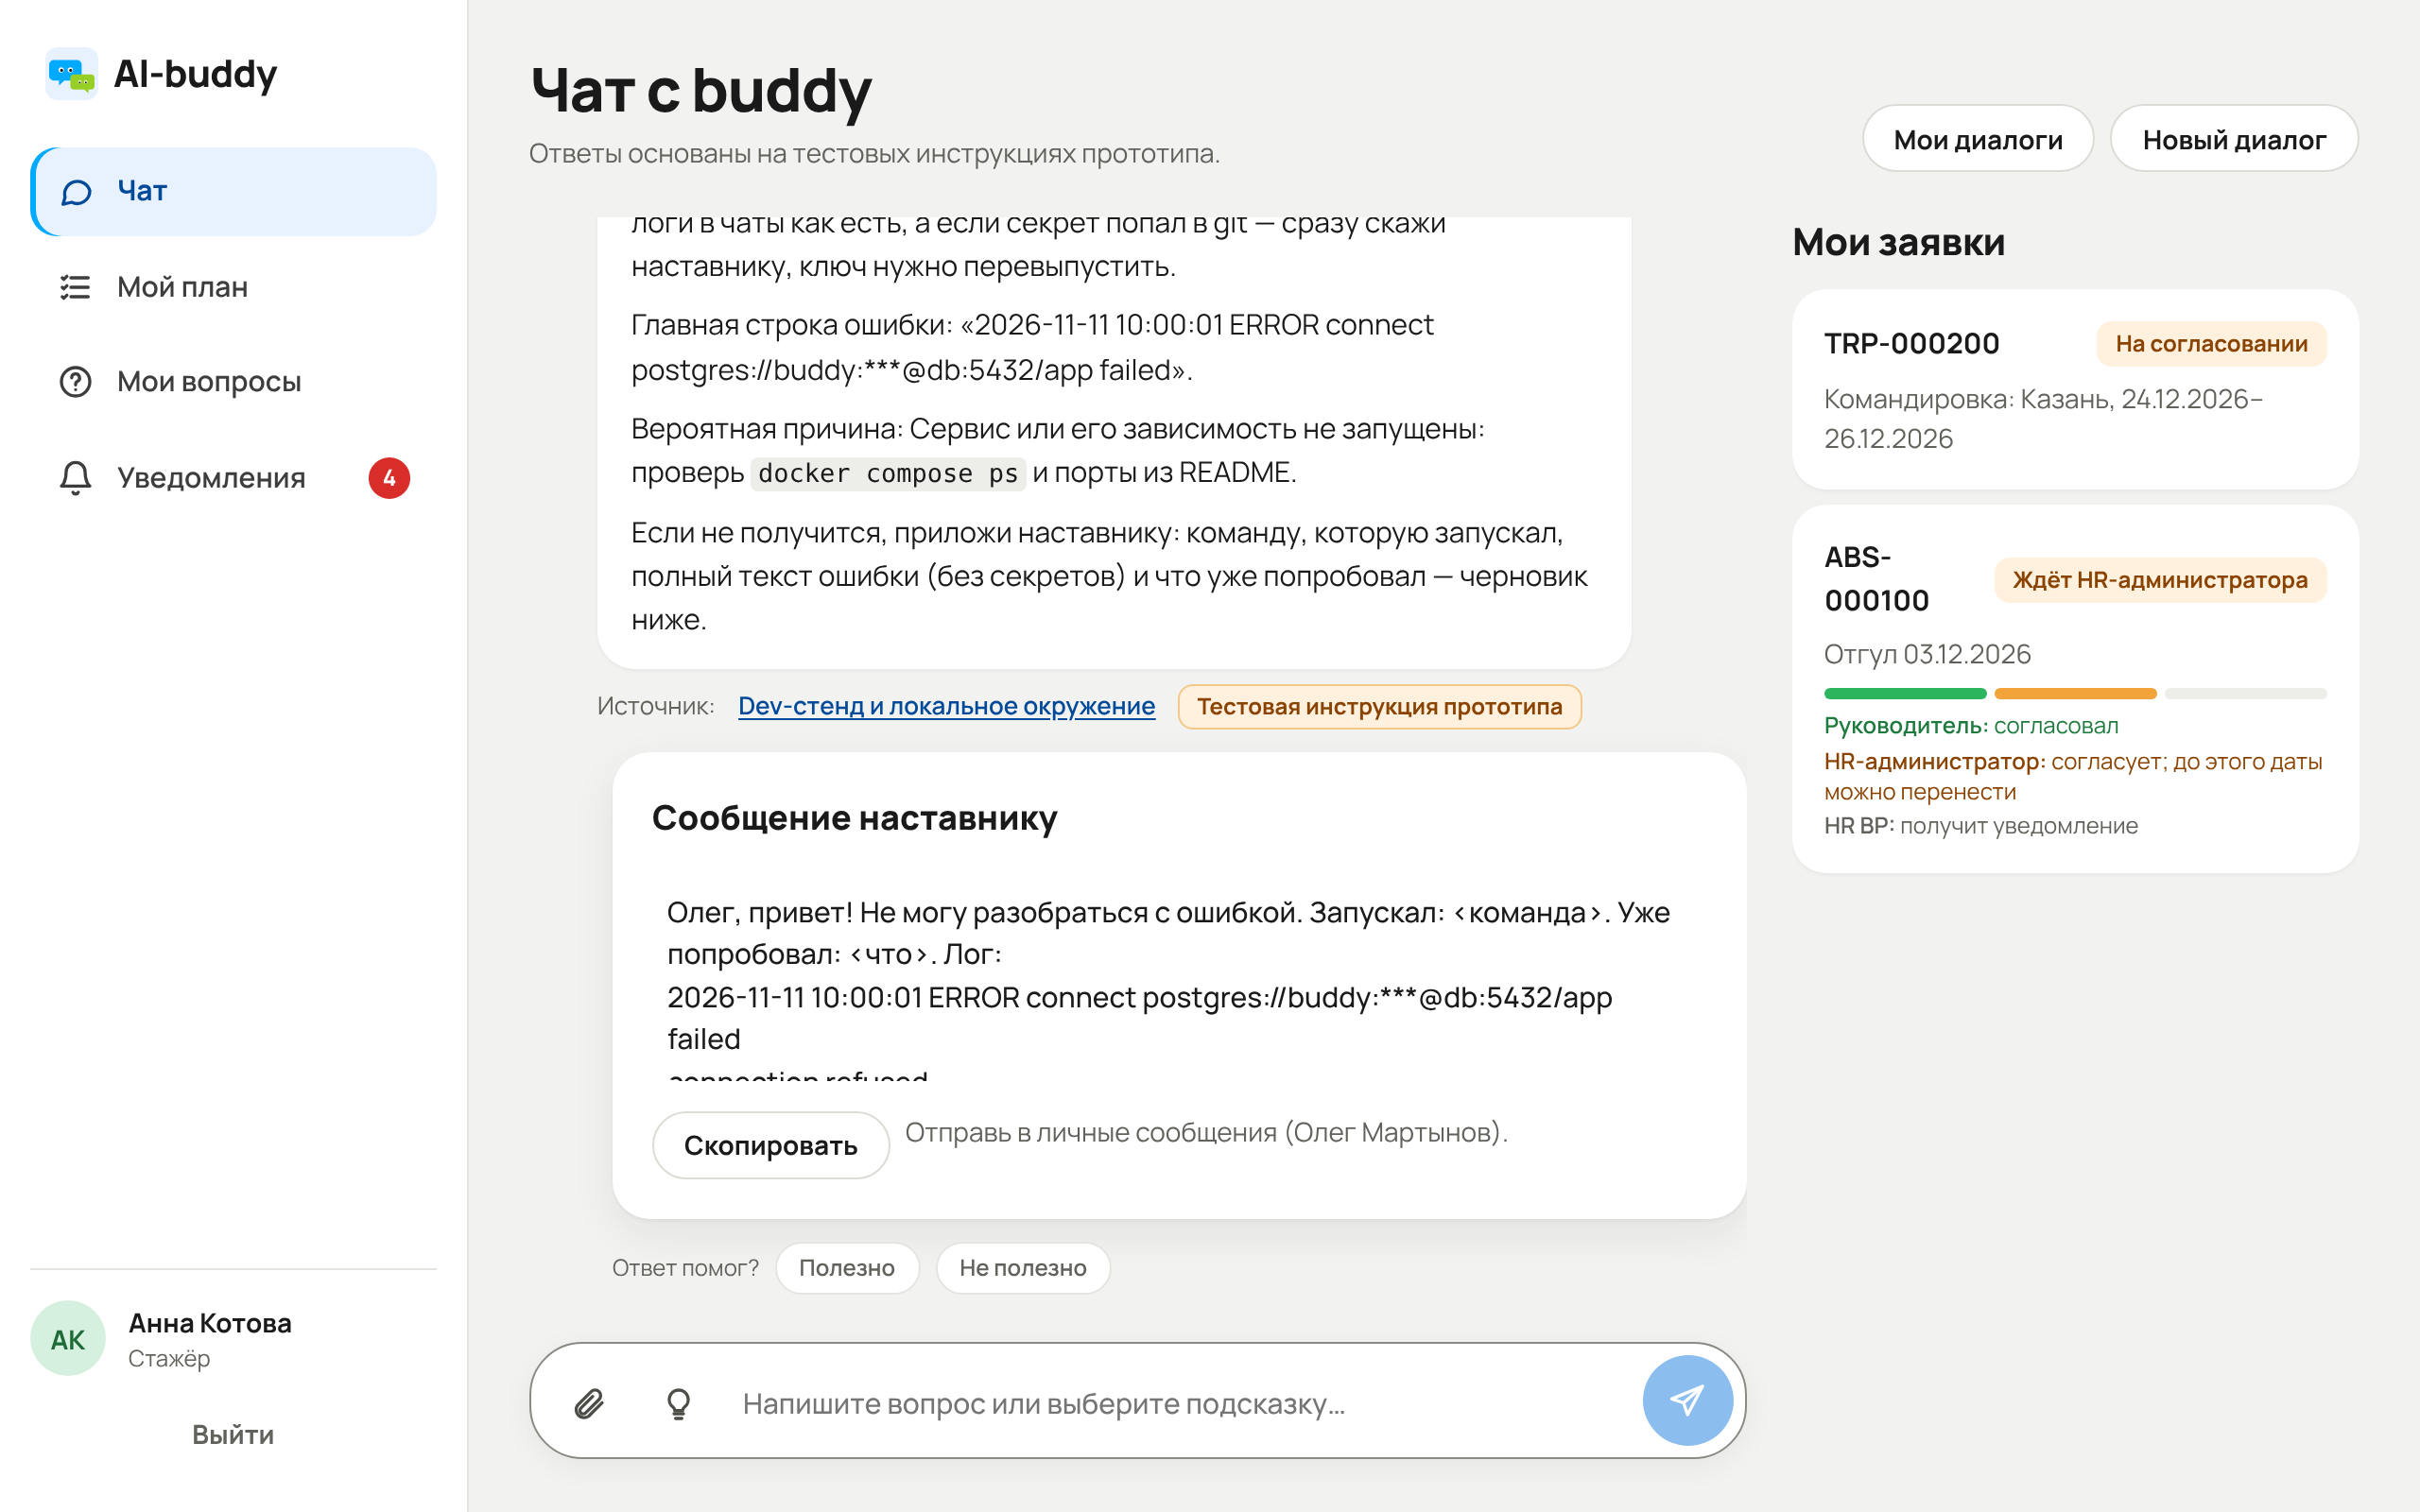 AI-buddy
Чат
Мой план
Мои вопросы
Уведомления
4
Анна Котова
АК
Стажёр
Выйти
Чат с buddy
Ответы основаны на тестовых инструкциях прототипа.
Мои диалоги
Новый диалог
логи в чаты как есть, а если секрет попал в git — сразу скажи
наставнику, ключ нужно перевыпустить.
Главная строка ошибки: «2026-11-11 10:00:01 ERROR connect
postgres://buddy:***@db:5432/app failed».
Вероятная причина: Сервис или его зависимость не запущены:
проверь docker compose ps и порты из README.
Если не получится, приложи наставнику: команду, которую запускал,
полный текст ошибки (без секретов) и что уже попробовал — черновик
ниже.
Источник: Dev-стенд и локальное окружение Тестовая инструкция прототипа
Сообщение наставнику
Олег, привет! Не могу разобраться с ошибкой. Запускал: <команда>. Уже
попробовал: <что>. Лог:
2026-11-11 10:00:01 ERROR connect postgres://buddy:***@db:5432/app
failed
connection refused
Скопировать
Отправь в личные сообщения (Олег Мартынов).
Ответ помог?
Полезно
Не полезно
Напишите вопрос или выберите подсказку...
Мои заявки
TRP-000200
На согласовании
Командировка: Казань, 24.12.2026–
26.12.2026
ABS-
000100
Ждёт HR-администратора
Отгул 03.12.2026
Руководитель: согласовал
HR-администратор: согласует; до этого даты
можно перенести
HR BP: получит уведомление